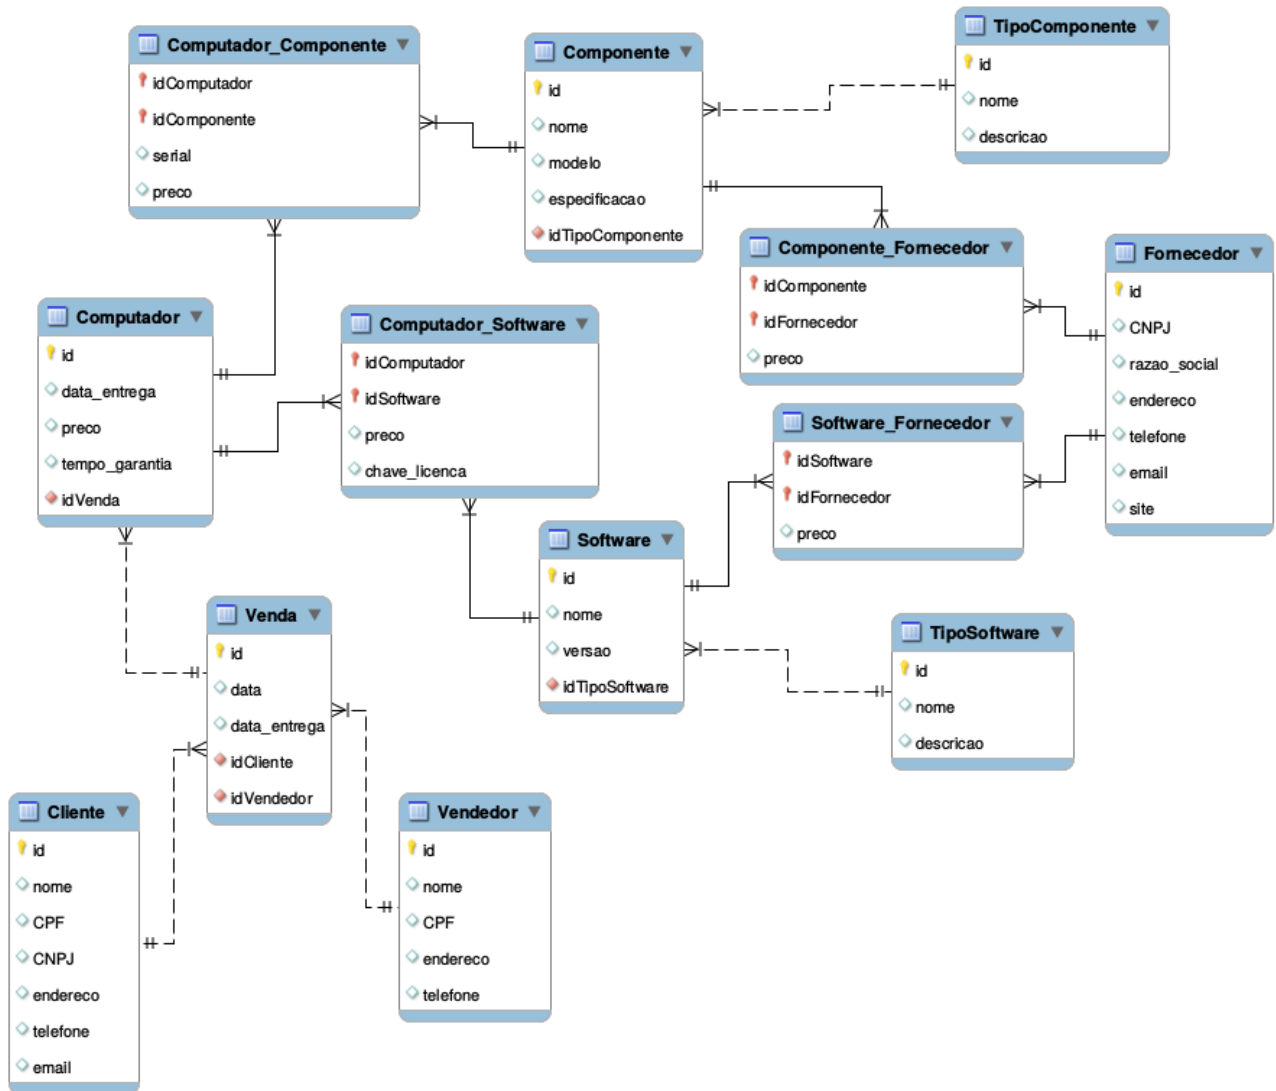 Computador_Componente
idComputador
idComponente
serial
preco
Componente
id
nome
modelo
especificacao
idTipoComponente
TipoComponente
id
nome
descricao
Componente_Fornecedor
idComponente
idFornecedor
preco
Fornecedor
id
CNPJ
razao_social
endereco
telefone
email
site
Computador
id
data_entrega
preco
tempo_garantia
idVenda
Computador_Software
idComputador
idSoftware
preco
chave_licenca
Software_Fornecedor
idSoftware
idFornecedor
preco
Software
id
nome
versao
idTipoSoftware
TipoSoftware
id
nome
descricao
Venda
id
data
data_entrega
idCliente
idVendedor
Cliente
id
nome
CPF
CNPJ
endereco
telefone
email
Vendedor
id
nome
CPF
endereco
telefone